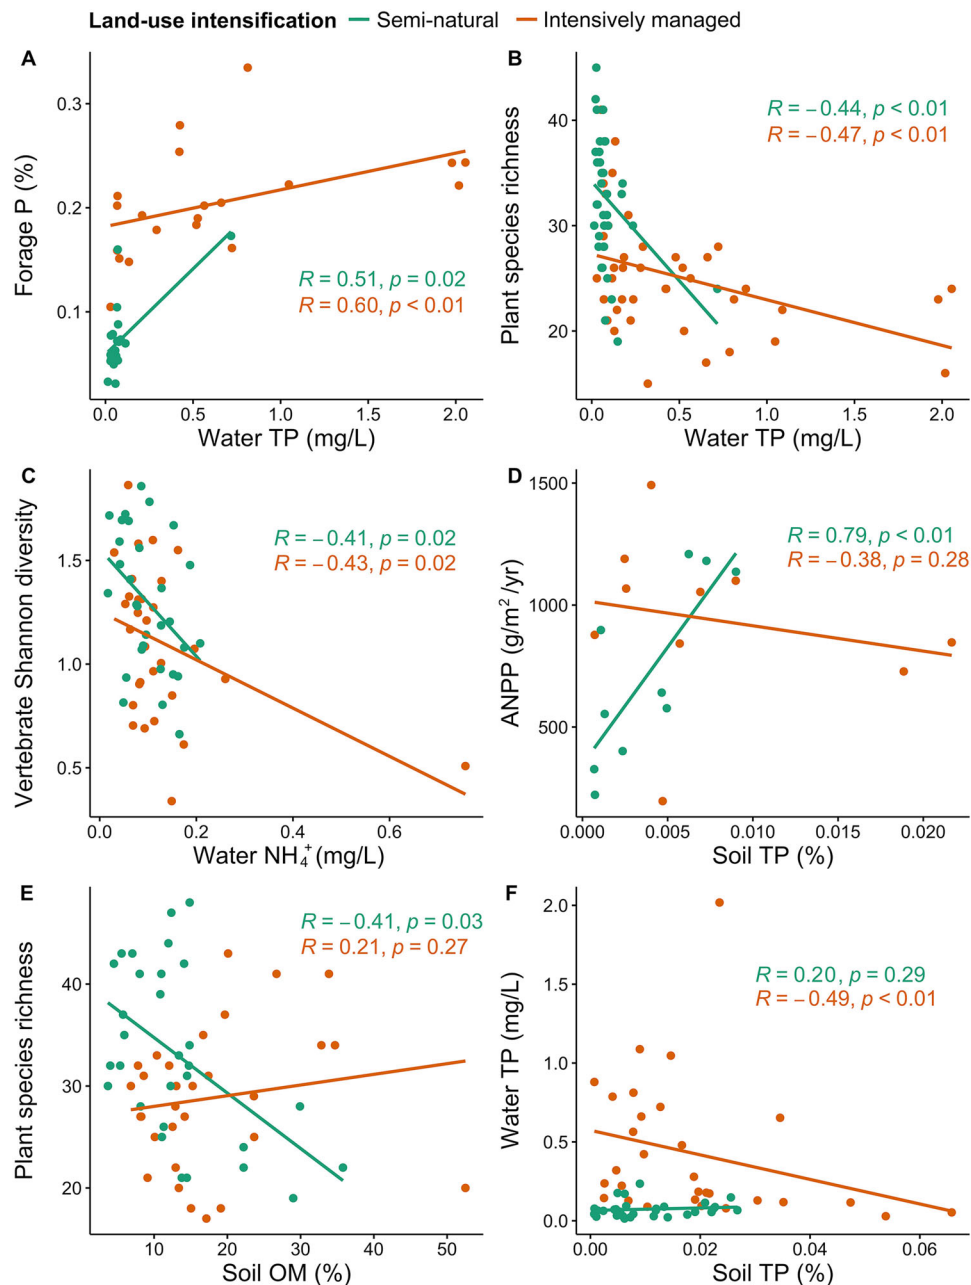 Land-use intensification Semi-natural Intensively managed
A
Forage P (%)
0.3
0.2
0.1
R = 0.51, p = 0.02
R = 0.60, p < 0.01
0.0 0.5 1.0 1.5 2.0
Water TP (mg/L)
B
Plant species richness
40
30
20
R = −0.44, p < 0.01
R = −0.47, p < 0.01
0.0 0.5 1.0 1.5 2.0
Water TP (mg/L)
C
Vertebrate Shannon diversity
1.5
1.0
0.5
R = −0.41, p = 0.02
R = −0.43, p = 0.02
0.0 0.2 0.4 0.6
Water NH₄⁺ (mg/L)
D
ANPP (g/m² /yr)
1500
1000
500
R = 0.79, p < 0.01
R = −0.38, p = 0.28
0.000 0.005 0.010 0.015 0.020
Soil TP (%)
E
Plant species richness
40
30
20
R = −0.41, p = 0.03
R = 0.21, p = 0.27
10 20 30 40 50
Soil OM (%)
F
Water TP (mg/L)
2.0
1.5
1.0
0.5
0.0
R = 0.20, p = 0.29
R = −0.49, p < 0.01
0.00 0.02 0.04 0.06
Soil TP (%)